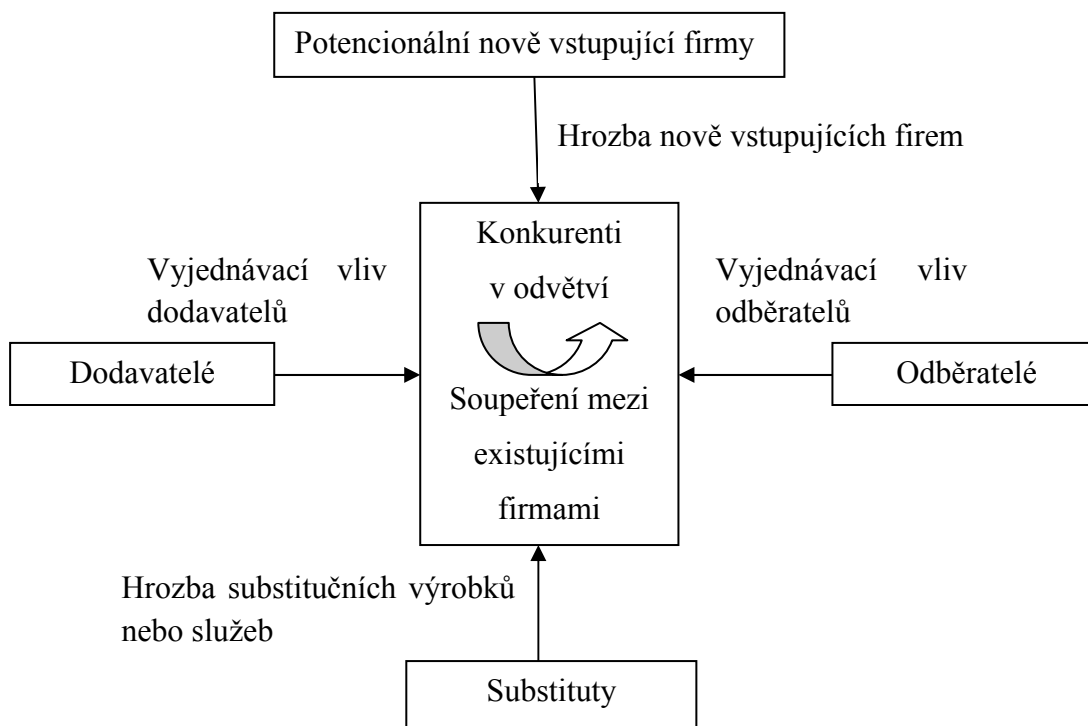 Potencionální nově vstupující firmy
Hrozba nově vstupujících firem
Konkurenti
v odvětví
Vyjednávací vliv
dodavatelů
Vyjednávací vliv
odběratelů
Dodavatelé
Odběratelé
Soupeření mezi
existujícími
firmami
Hrozba substitučních výrobků
nebo služeb
Substituty